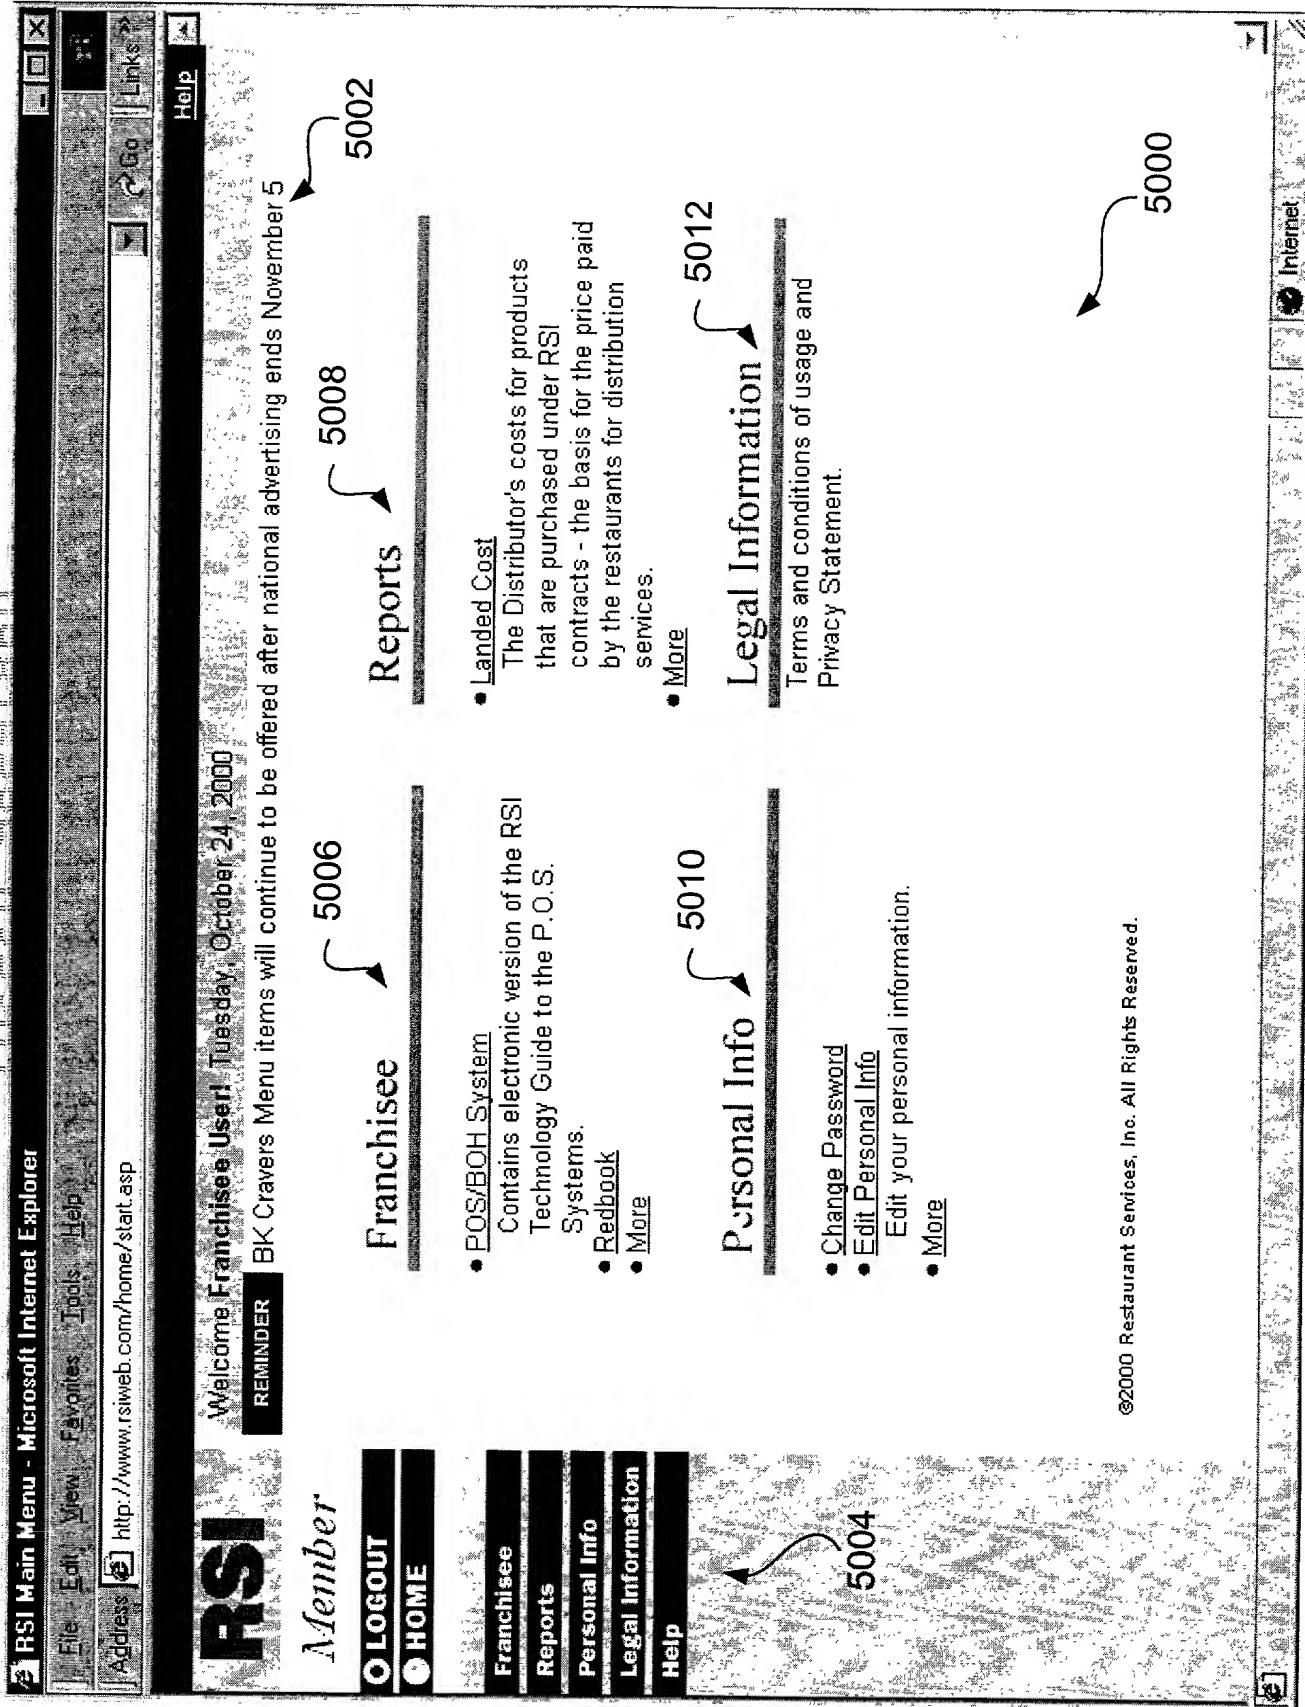 RSI Main Menu - Microsoft Internet Explorer
File Edit View Favorites Tools Help
Address http://www.rsiweb.com/home/start.asp Go Links »
Help
RSI
Welcome Franchisee User! Tuesday, October 24, 2000
REMINDER BK Cravers Menu items will continue to be offered after national advertising ends November 5
5002
Member
LOGOUT
HOME
Franchisee
Reports
Personal Info
Legal Information
Help
5004
Franchisee
5006
• POS/BOH System
Contains electronic version of the RSI
Technology Guide to the P.O.S.
Systems.
• Redbook
• More
Reports
5008
• Landed Cost
The Distributor's costs for products
that are purchased under RSI
contracts - the basis for the price paid
by the restaurants for distribution
services.
• More
Personal Info
5010
• Change Password
• Edit Personal Info
Edit your personal information.
• More
Legal Information
5012
Terms and conditions of usage and
Privacy Statement.
5000
©2000 Restaurant Services, Inc. All Rights Reserved.
Internet